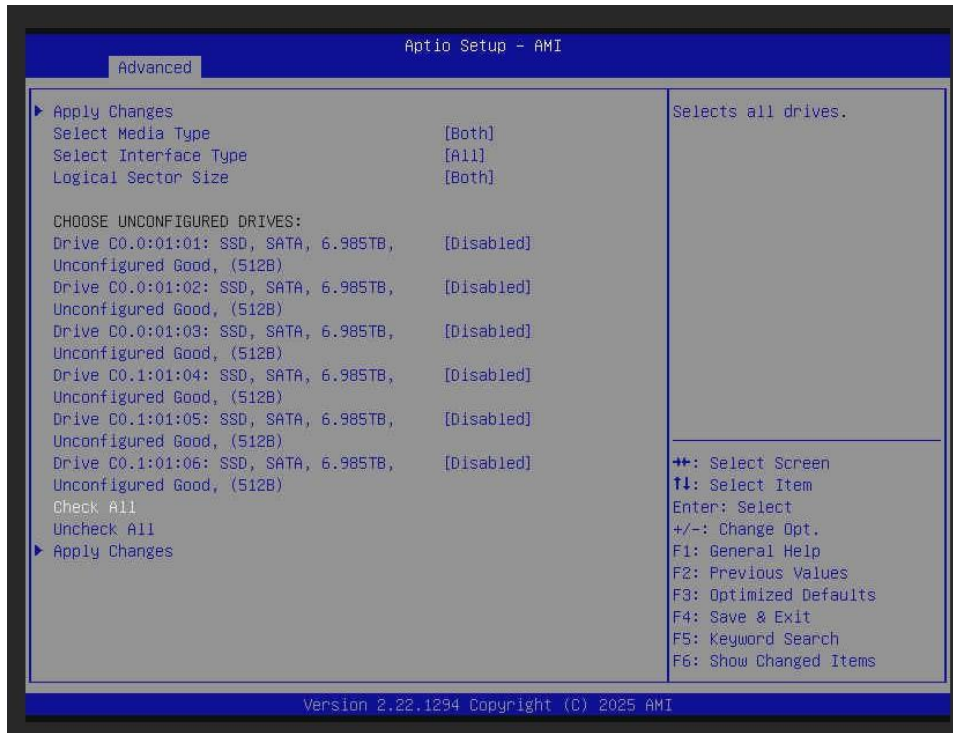 Aptio Setup – AMI
Advanced
Apply Changes
Select Media Type [Both]
Select Interface Type [All]
Logical Sector Size [Both]
CHOOSE UNCONFIGURED DRIVES:
Drive C0.0:01:01: SSD, SATA, 6.985TB, [Disabled]
Unconfigured Good, (512B)
Drive C0.0:01:02: SSD, SATA, 6.985TB, [Disabled]
Unconfigured Good, (512B)
Drive C0.0:01:03: SSD, SATA, 6.985TB, [Disabled]
Unconfigured Good, (512B)
Drive C0.1:01:04: SSD, SATA, 6.985TB, [Disabled]
Unconfigured Good, (512B)
Drive C0.1:01:05: SSD, SATA, 6.985TB, [Disabled]
Unconfigured Good, (512B)
Drive C0.1:01:06: SSD, SATA, 6.985TB, [Disabled]
Unconfigured Good, (512B)
Check All
Uncheck All
Apply Changes
Selects all drives.
→←: Select Screen
↑↓: Select Item
Enter: Select
+/-: Change Opt.
F1: General Help
F2: Previous Values
F3: Optimized Defaults
F4: Save & Exit
F5: Keyword Search
F6: Show Changed Items
Version 2.22.1294 Copyright (C) 2025 AMI